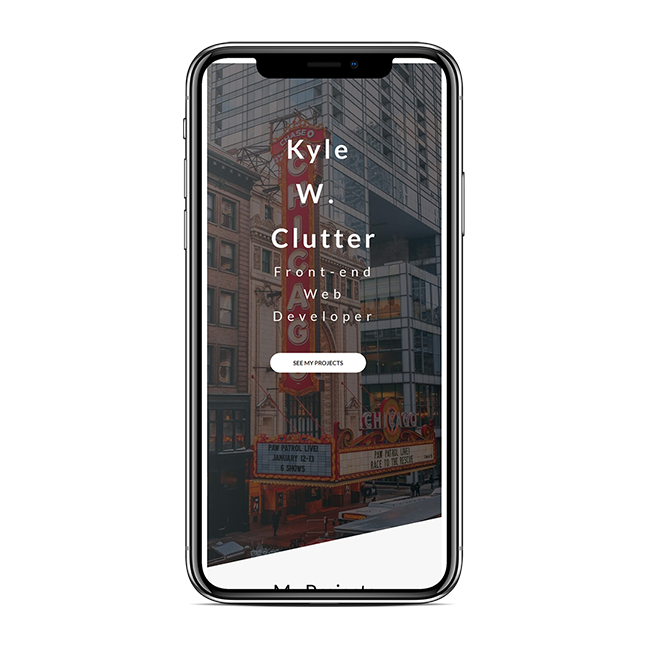 CHASE
CHICAGO
Kyle
W.
Clutter
Front-end
Web
Developer
SEE MY PROJECTS
CHICAGO
PAW PATROL LIVE!
JANUARY 12-13
6 SHOWS
PAW PATROL LIVE!
RACE TO THE RESCUE